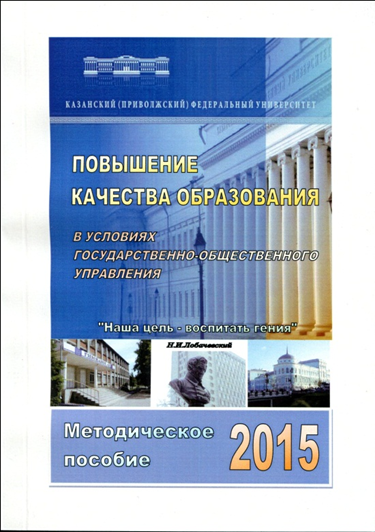 КАЗАНСКИЙ (ПРИВОЛЖСКИЙ) ФЕДЕРАЛЬНЫЙ УНИВЕРСИТЕТ
ПОВЫШЕНИЕ
КАЧЕСТВА ОБРАЗОВАНИЯ
В УСЛОВИЯХ
ГОСУДАРСТВЕННО-ОБЩЕСТВЕННОГО
УПРАВЛЕНИЯ
"Наша цель - воспитать гения"
Н.И.Лобачевский
Методическое
пособие
2015